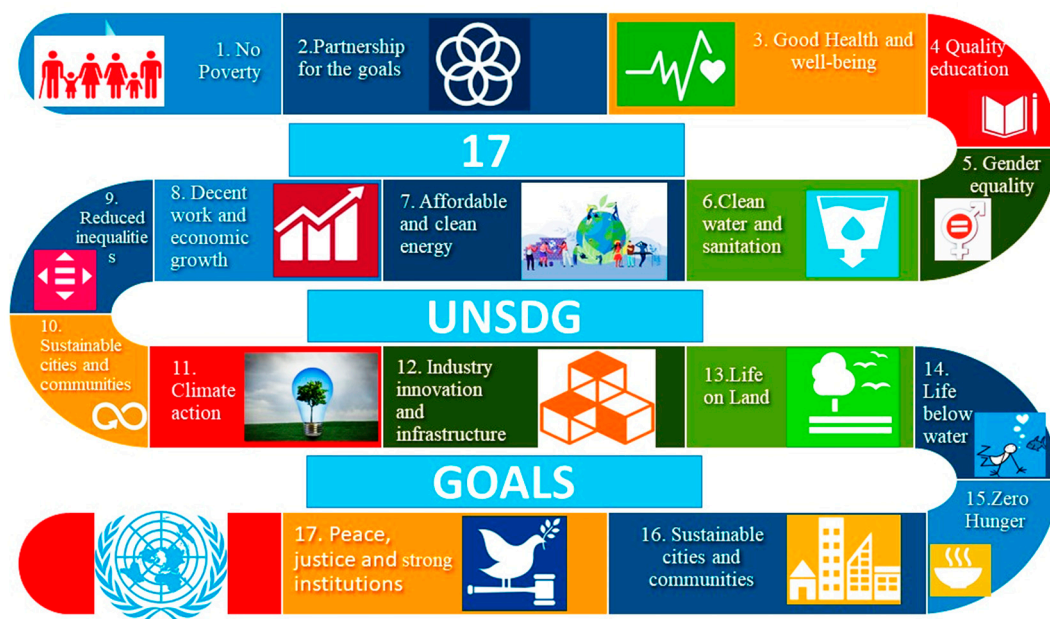 1. No
Poverty
2.Partnership
for the goals
3. Good Health and
well-being
4 Quality
education
17
5. Gender
equality
6.Clean
water and
sanitation
7. Affordable
and clean
energy
8. Decent
work and
economic
growth
9.
Reduced
inequalitie
s
UNSDG
10.
Sustainable
cities and
communities
11.
Climate
action
12. Industry
innovation
and
infrastructure
13.Life
on Land
14.
Life
below
water
GOALS
15.Zero
Hunger
16. Sustainable
cities and
communities
17. Peace,
justice and strong
institutions